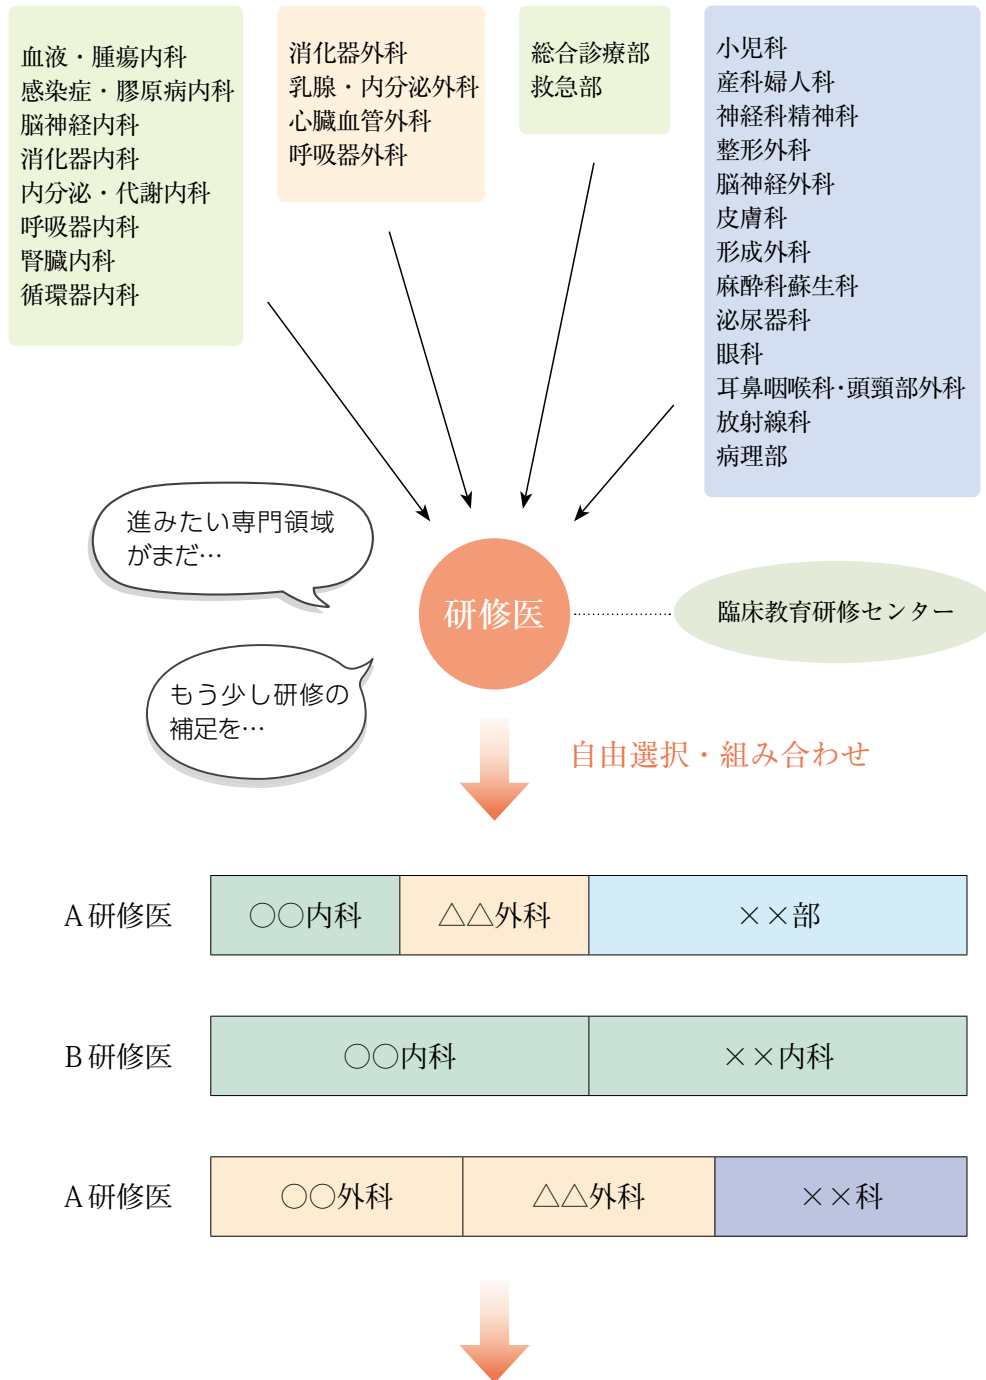 血液・腫瘍内科
感染症・膠原病内科
脳神経内科
消化器内科
内分泌・代謝内科
呼吸器内科
腎臓内科
循環器内科
消化器外科
乳腺・内分泌外科
心臓血管外科
呼吸器外科
総合診療部
救急部
小児科
産科婦人科
神経科精神科
整形外科
脳神経外科
皮膚科
形成外科
麻酔科蘇生科
泌尿器科
眼科
耳鼻咽喉科・頭頸部外科
放射線科
病理部
進みたい専門領域
がまだ…
研修医
臨床教育研修センター
もう少し研修の
補足を…
自由選択・組み合わせ
A研修医 ○○内科 △△外科 ××部
B研修医 ○○内科 ××内科
A研修医 ○○外科 △△外科 ××科